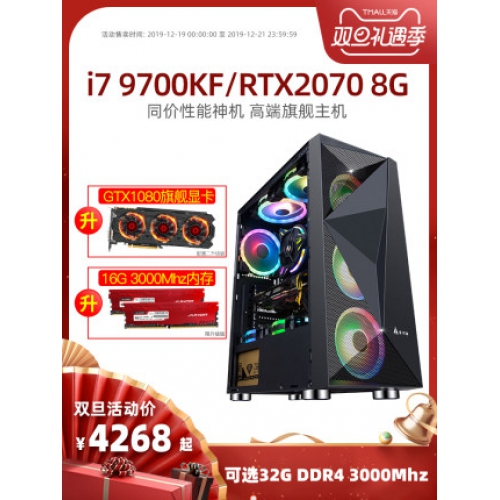 TMALL天猫
双旦礼遇季
活动售卖时间：2019-12-19 00:00:00 至 2019-12-21 23:59:59
i7 9700KF/RTX2070 8G
同价性能神机 高端旗舰主机
GTX1080旗舰显卡
升
16G 3000Mhz内存
升
双旦活动价
¥4268起
可选32G DDR4 3000Mhz